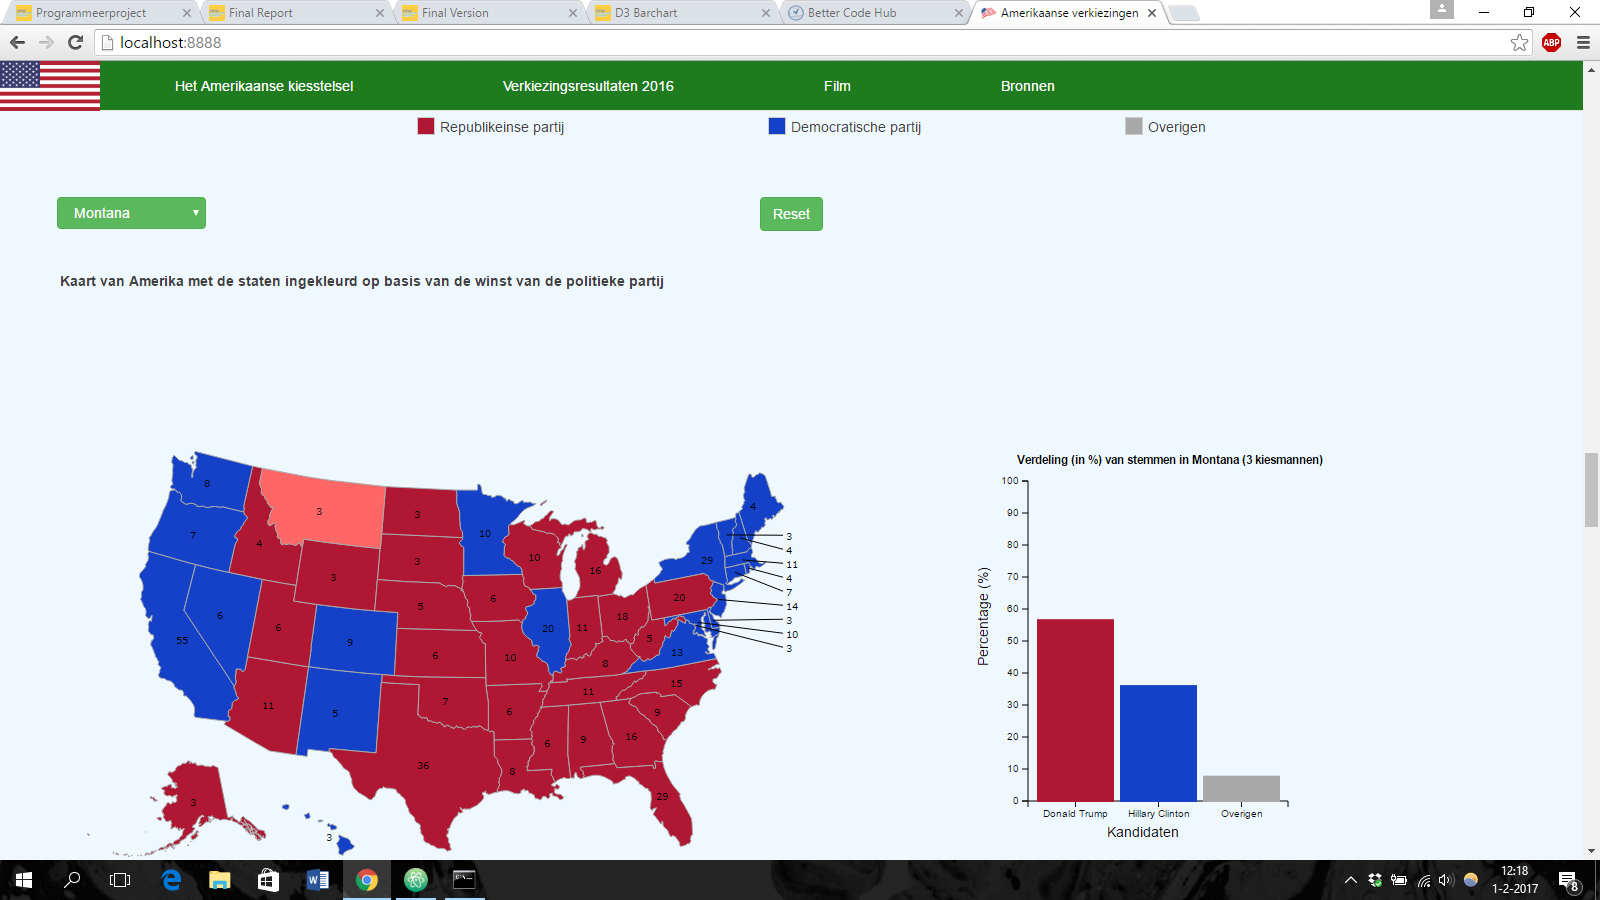 Programmeerproject
Final Report
Final Version
D3 Barchart
Better Code Hub
Amerikaanse verkiezingen
localhost:8888
ABP
Het Amerikaanse kiesstelsel
Verkiezingsresultaten 2016
Film
Bronnen
Republikeinse partij
Democratische partij
Overigen
Montana
Reset
Kaart van Amerika met de staten ingekleurd op basis van de winst van de politieke partij
8
7
4
3
3
3
3
10
10
16
4
29
3
4
11
4
7
14
3
10
3
55
6
6
9
5
6
6
20
11
18
20
5
13
10
8
11
15
11
5
7
6
9
36
8
6
9
16
29
3
3
Verdeling (in %) van stemmen in Montana (3 kiesmannen)
Percentage (%)
100
90
80
70
60
50
40
30
20
10
0
Donald Trump
Hillary Clinton
Overigen
Kandidaten
12:18
1-2-2017
8